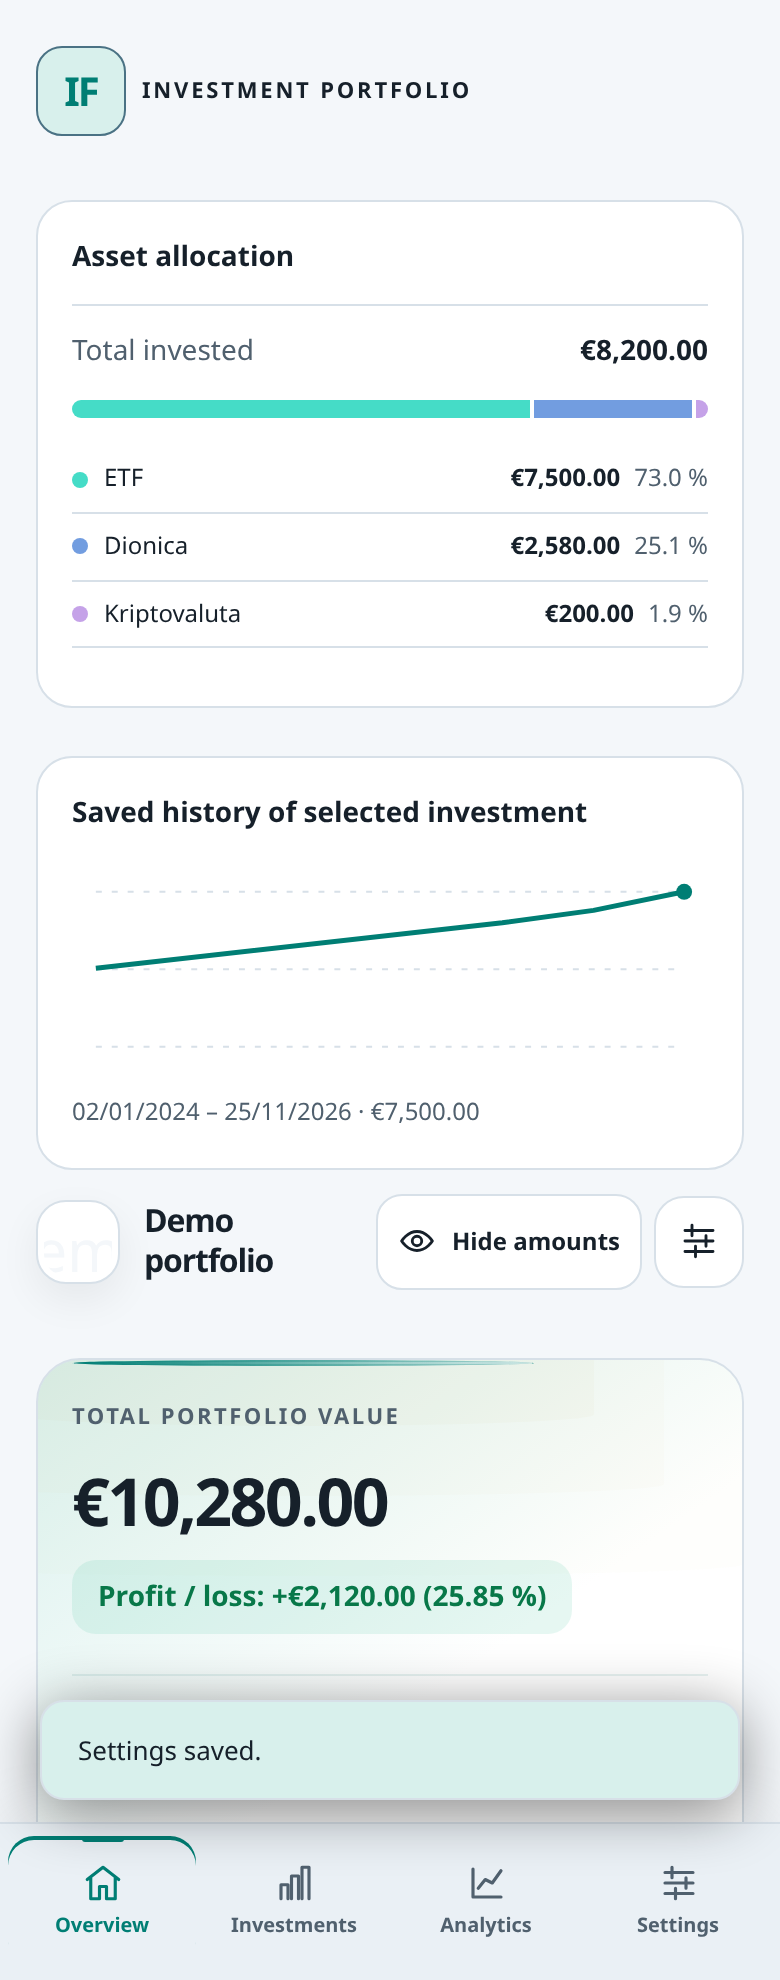 IF INVESTMENT PORTFOLIO
Asset allocation
Total invested €8,200.00
ETF €7,500.00 73.0 %
Dionica €2,580.00 25.1 %
Kriptovaluta €200.00 1.9 %
Saved history of selected investment
02/01/2024 – 25/11/2026 · €7,500.00
em
Demo
portfolio
Hide amounts
TOTAL PORTFOLIO VALUE
€10,280.00
Profit / loss: +€2,120.00 (25.85 %)
Settings saved.
Overview Investments Analytics Settings